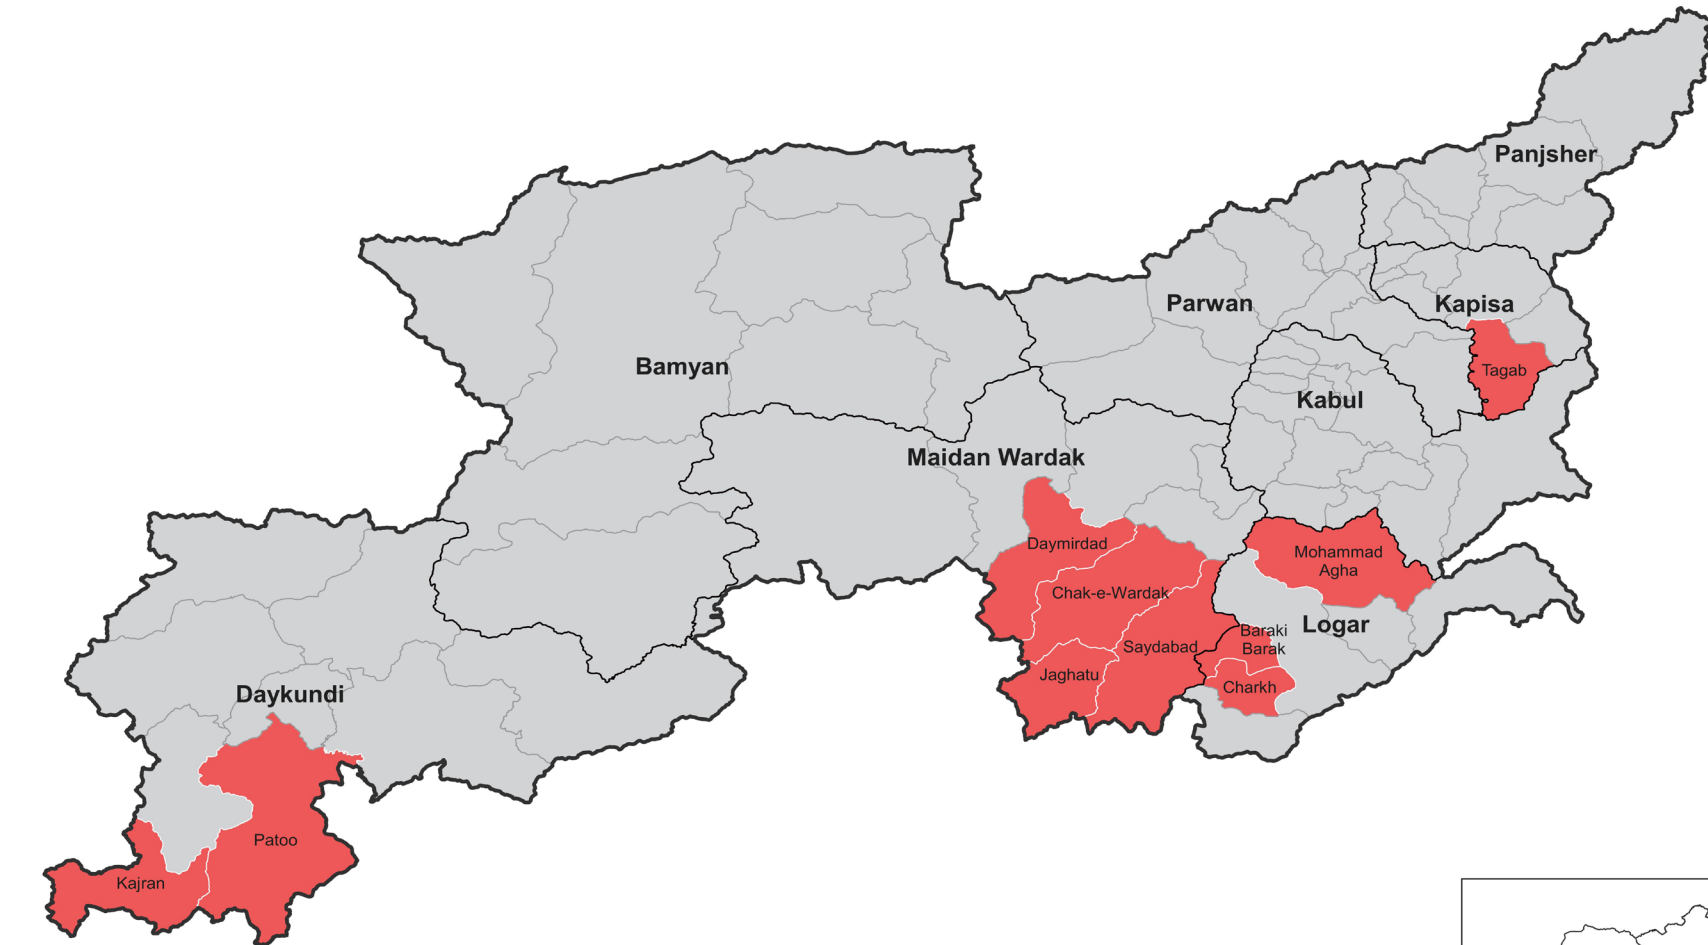 Panjsher
Parwan
Kapisa
Bamyan
Tagab
Kabul
Maidan Wardak
Daymirdad
Mohammad
Agha
Chak-e-Wardak
Logar
Baraki
Barak
Saydabad
Jaghatu
Charkh
Daykundi
Patoo
Kajran